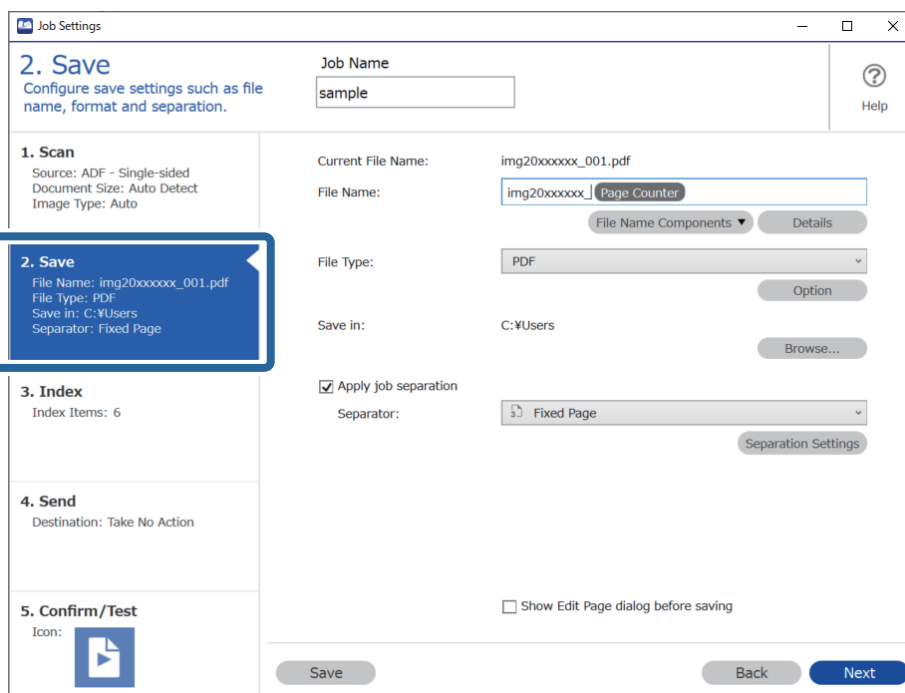 Job Settings
2. Save
Configure save settings such as file
name, format and separation.
Job Name
sample
?
Help
1. Scan
Source: ADF - Single-sided
Document Size: Auto Detect
Image Type: Auto
2. Save
File Name: img20xxxxxx_001.pdf
File Type: PDF
Save in: C:¥Users
Separator: Fixed Page
3. Index
Index Items: 6
4. Send
Destination: Take No Action
5. Confirm/Test
Icon:
Current File Name: img20xxxxxx_001.pdf
File Name: img20xxxxxx_ Page Counter
File Name Components ▼ Details
File Type: PDF
Option
Save in: C:¥Users
Browse...
Apply job separation
Separator: Fixed Page
Separation Settings
Show Edit Page dialog before saving
Save Back Next